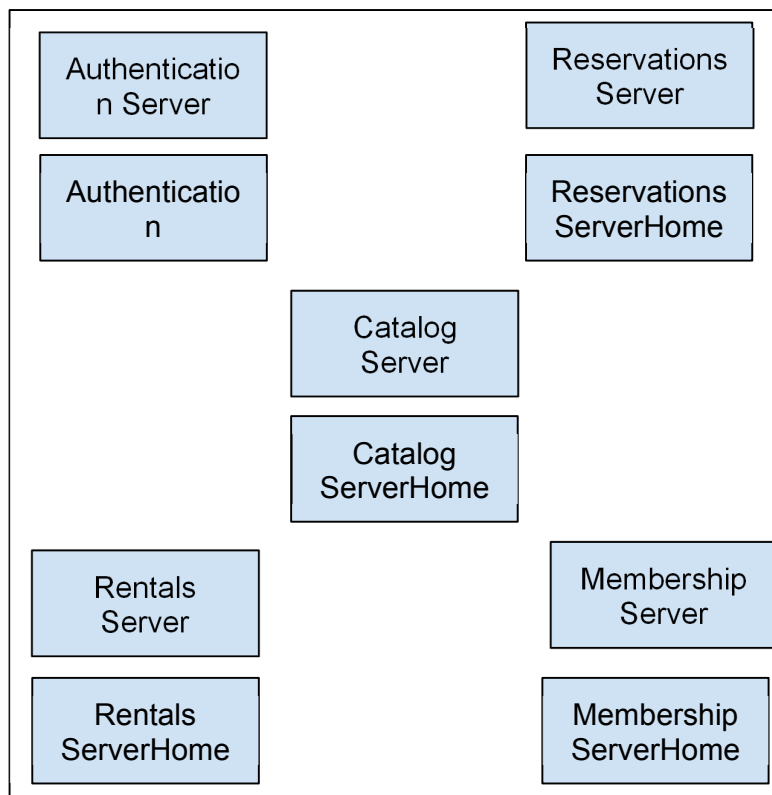 Authenticatio
n Server
Reservations
Server
Authenticatio
n
Reservations
ServerHome
Catalog
Server
Catalog
ServerHome
Rentals
Server
Membership
Server
Rentals
ServerHome
Membership
ServerHome